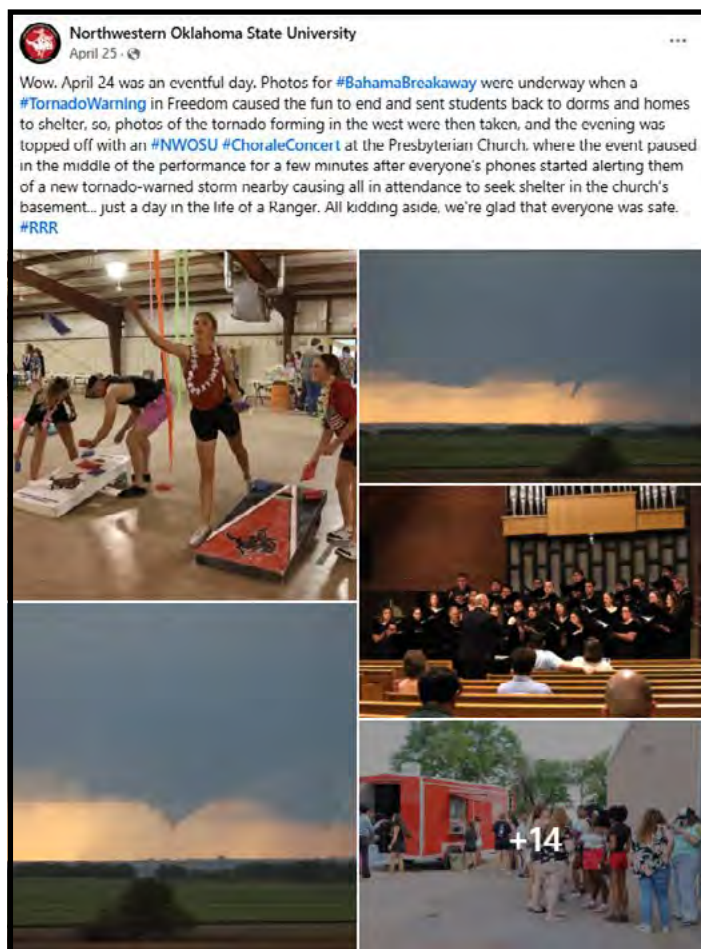 Northwestern Oklahoma State University
April 25 ·
Wow. April 24 was an eventful day. Photos for #BahamaBreakaway were underway when a
#TornadoWarning in Freedom caused the fun to end and sent students back to dorms and homes
to shelter, so, photos of the tornado forming in the west were then taken, and the evening was
topped off with an #NWOSU #ChoraleConcert at the Presbyterian Church, where the event paused
in the middle of the performance for a few minutes after everyone's phones started alerting them
of a new tornado-warned storm nearby causing all in attendance to seek shelter in the church's
basement... just a day in the life of a Ranger. All kidding aside, we're glad that everyone was safe.
#RRR
+14